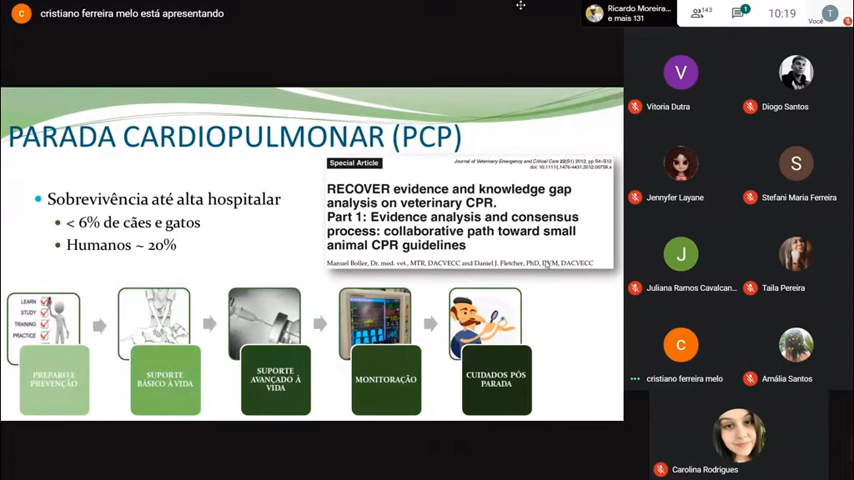 cristiano ferreira melo está apresentando
Ricardo Moreira...
e mais 131
143
1
10:19
Você
T
PARADA CARDIOPULMONAR (PCP)
Special Article
Journal of Veterinary Emergency and Critical Care 22(S1) 2012, pp S4–S12
RECOVER evidence and knowledge gap
analysis on veterinary CPR.
Part 1: Evidence analysis and consensus
process: collaborative path toward small
animal CPR guidelines
Manuel Boller, Dr. med. vet., MTR, DACVECC and Daniel J. Fletcher, PhD, DVM, DACVECC
Sobrevivência até alta hospitalar
< 6% de cães e gatos
Humanos ~ 20%
LEARN
STUDY
TRAINING
PRACTICE
PREPARO E
PREVENÇÃO
SUPORTE
BÁSICO À VIDA
SUPORTE
AVANÇADO À
VIDA
MONITORAÇÃO
CUIDADOS PÓS
PARADA
V
Vitoria Dutra
Diogo Santos
Jennyfer Layane
S
Stefani Maria Ferreira
J
Juliana Ramos Cavalcan...
Taila Pereira
c
cristiano ferreira melo
Amália Santos
Carolina Rodrigues